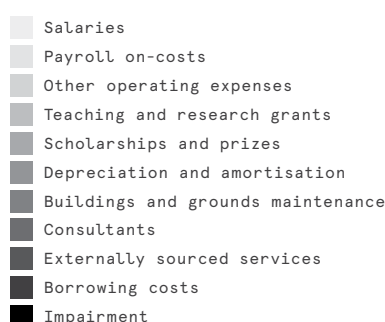 Salaries
Payroll on-costs
Other operating expenses
Teaching and research grants
Scholarships and prizes
Depreciation and amortisation
Buildings and grounds maintenance
Consultants
Externally sourced services
Borrowing costs
Impairment